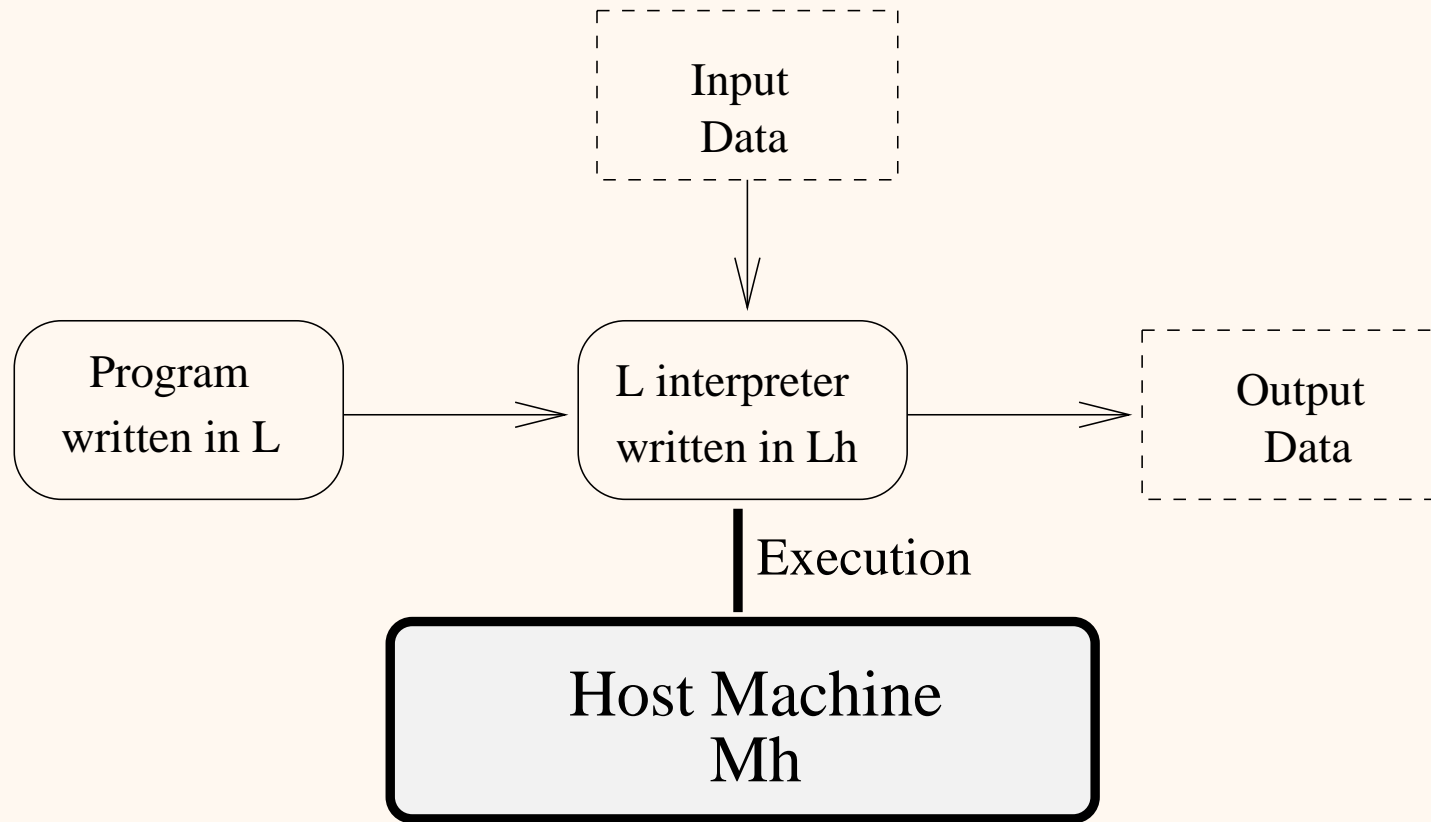 Input
Data
Program
written in L
L interpreter
written in Lh
Output
Data
Execution
Host Machine
Mh